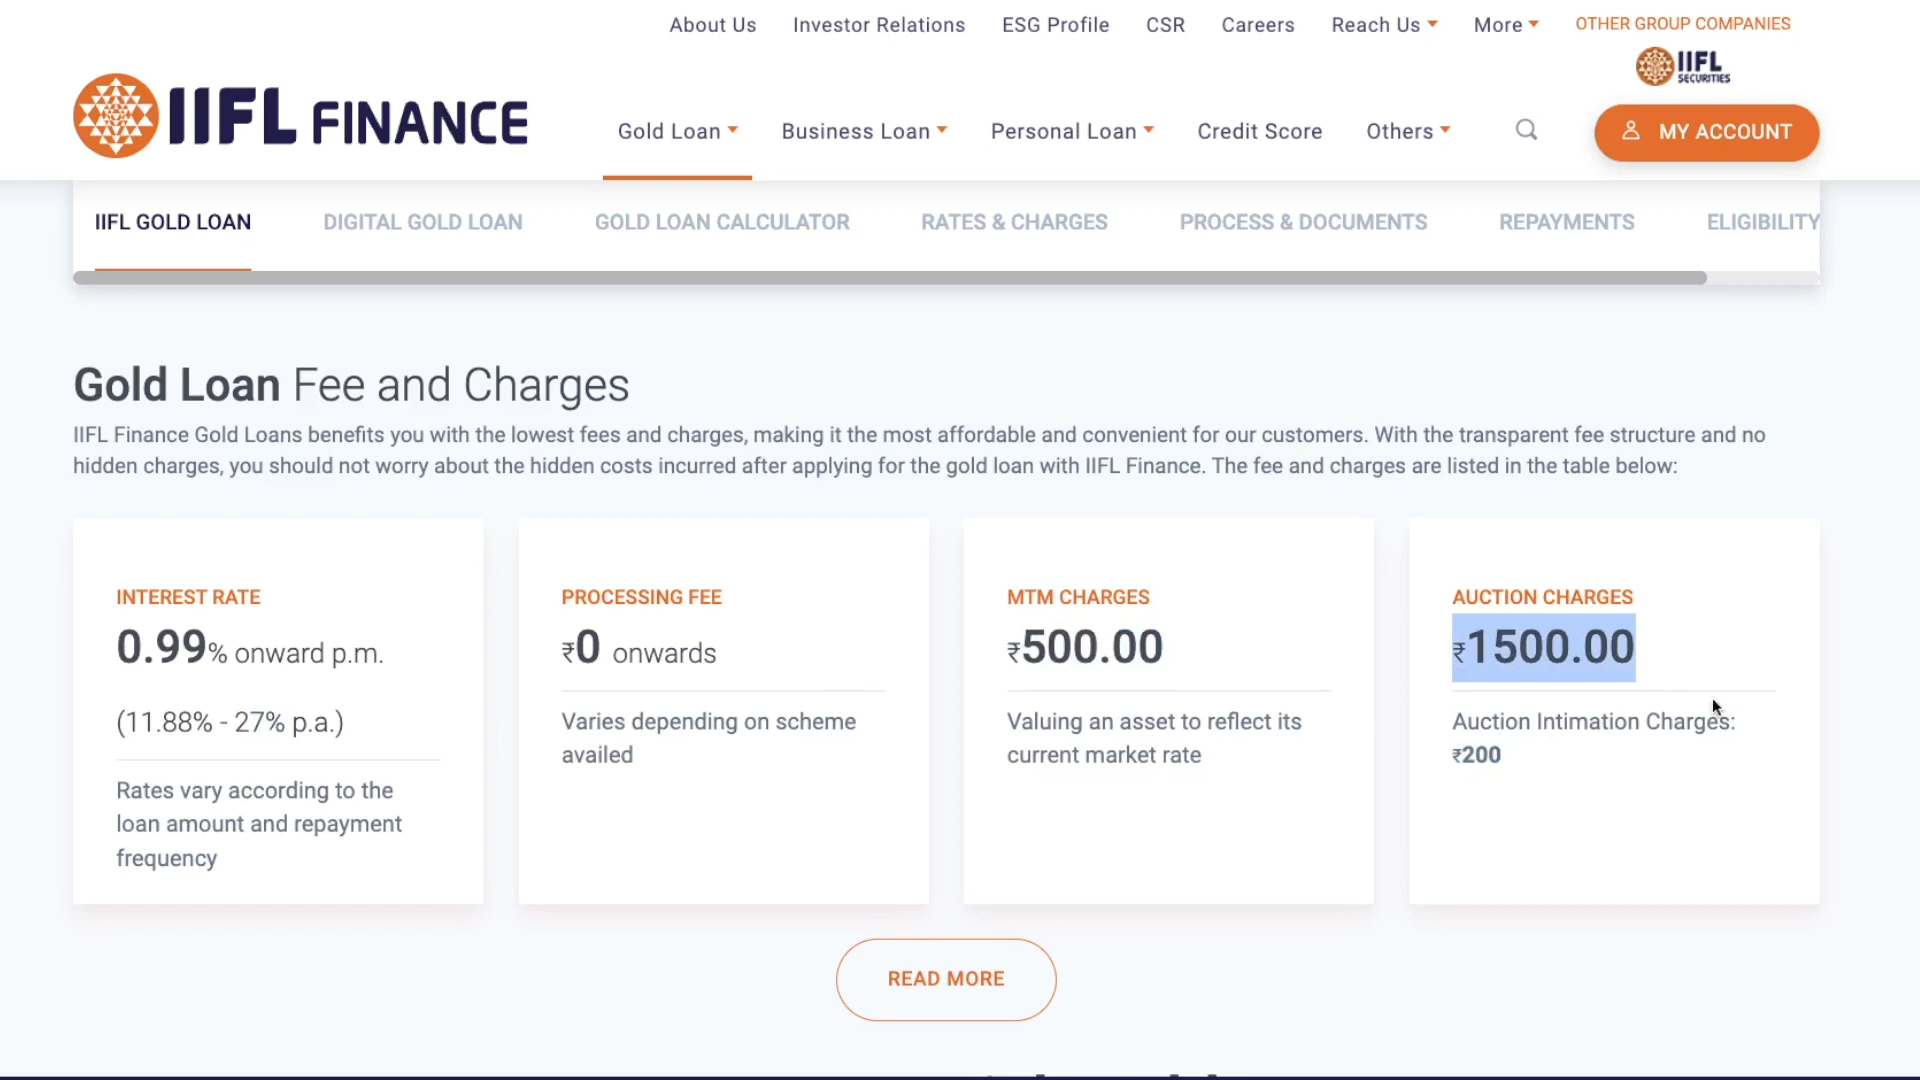 About Us Investor Relations ESG Profile CSR Careers Reach Us More OTHER GROUP COMPANIES
IIFL SECURITIES
IIFL FINANCE
Gold Loan Business Loan Personal Loan Credit Score Others MY ACCOUNT
IIFL GOLD LOAN DIGITAL GOLD LOAN GOLD LOAN CALCULATOR RATES & CHARGES PROCESS & DOCUMENTS REPAYMENTS ELIGIBILITY
Gold Loan Fee and Charges
IIFL Finance Gold Loans benefits you with the lowest fees and charges, making it the most affordable and convenient for our customers. With the transparent fee structure and no
hidden charges, you should not worry about the hidden costs incurred after applying for the gold loan with IIFL Finance. The fee and charges are listed in the table below:
INTEREST RATE
0.99% onward p.m.
(11.88% - 27% p.a.)
Rates vary according to the
loan amount and repayment
frequency
PROCESSING FEE
₹0 onwards
Varies depending on scheme
availed
MTM CHARGES
₹500.00
Valuing an asset to reflect its
current market rate
AUCTION CHARGES
₹1500.00
Auction Intimation Charges:
₹200
READ MORE